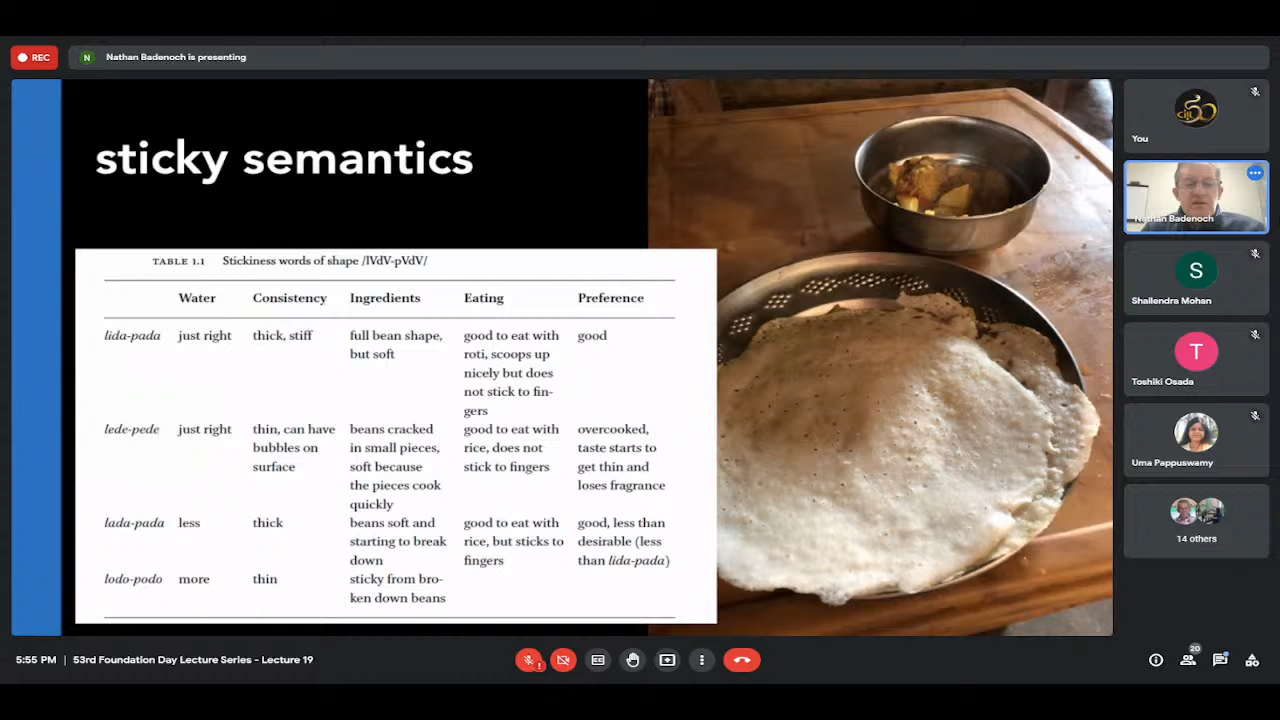 REC
N
Nathan Badenoch is presenting
sticky semantics
TABLE 1.1 Stickiness words of shape /lVdV-pVdV/
Water Consistency Ingredients Eating Preference
lida-pada just right thick, stiff full bean shape, good to eat with good
but soft roti, scoops up
nicely but does
not stick to fin-
gers
lede-pede just right thin, can have beans cracked good to eat with overcooked,
bubbles on in small pieces, rice, does not taste starts to
surface soft because stick to fingers get thin and
the pieces cook loses fragrance
quickly
lada-pada less thick beans soft and good to eat with good, less than
starting to break rice, but sticks to desirable (less
down fingers than lida-pada)
lodo-podo more thin sticky from bro-
ken down beans
You
Nathan Badenoch
S
Shailendra Mohan
T
Toshiki Osada
Uma Pappuswamy
14 others
5:55 PM | 53rd Foundation Day Lecture Series - Lecture 19
20